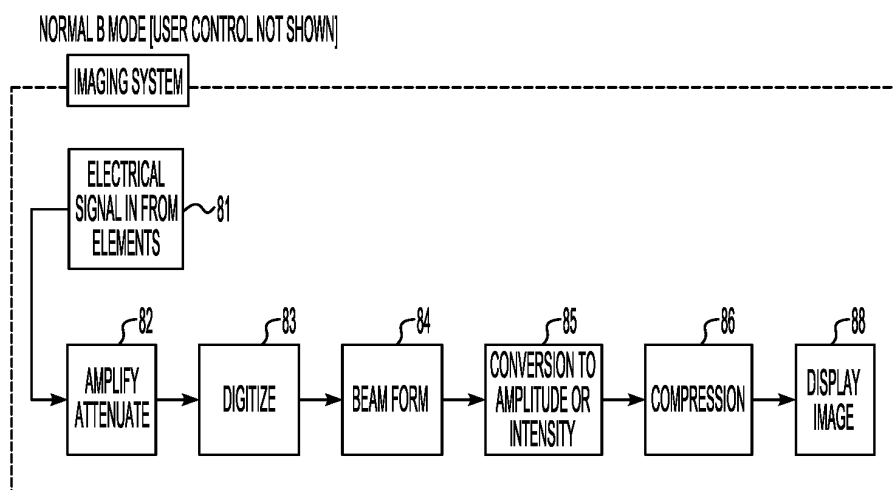 NORMAL B MODE [USER CONTROL NOT SHOWN]
IMAGING SYSTEM
ELECTRICAL
SIGNAL IN FROM
ELEMENTS
81
82
AMPLIFY
ATTENUATE
83
DIGITIZE
84
BEAM FORM
85
CONVERSION TO
AMPLITUDE OR
INTENSITY
86
COMPRESSION
88
DISPLAY
IMAGE